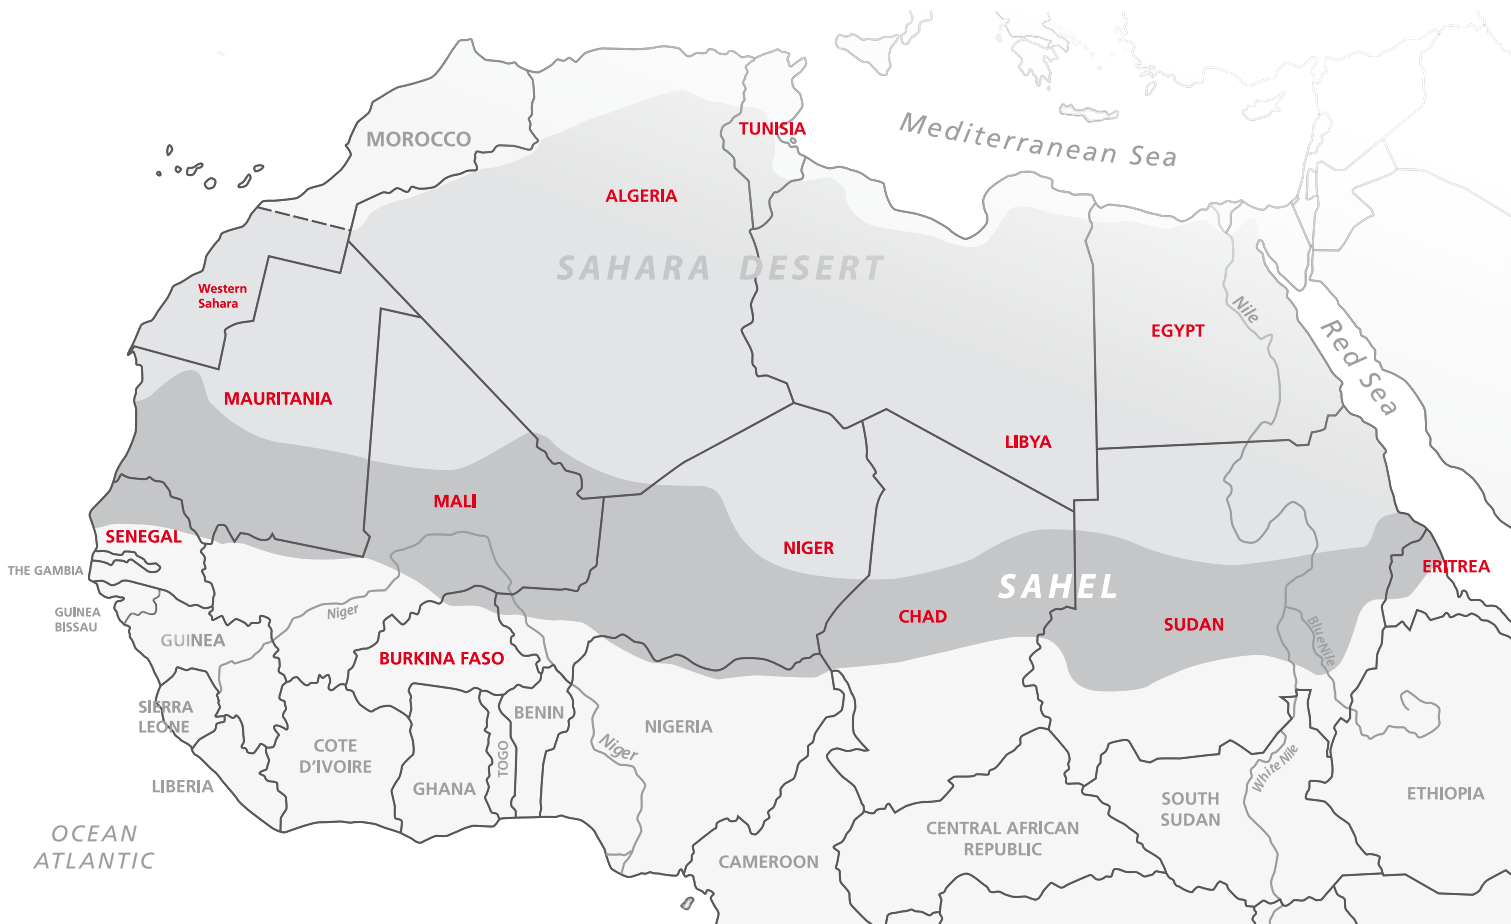 MOROCCO
TUNISIA
Mediterranean Sea
ALGERIA
SAHARA DESERT
Western
Sahara
Nile
EGYPT
Red Sea
MAURITANIA
LIBYA
MALI
SENEGAL
NIGER
THE GAMBIA
ERITREA
SAHEL
GUINEA
BISSAU
Niger
CHAD
SUDAN
GUINEA
BlueNile
BURKINA FASO
SIERRA
LEONE
BENIN
NIGERIA
COTE
D'IVOIRE
TOGO
Niger
LIBERIA
GHANA
White Nile
SOUTH
SUDAN
ETHIOPIA
OCEAN
ATLANTIC
CENTRAL AFRICAN
REPUBLIC
CAMEROON